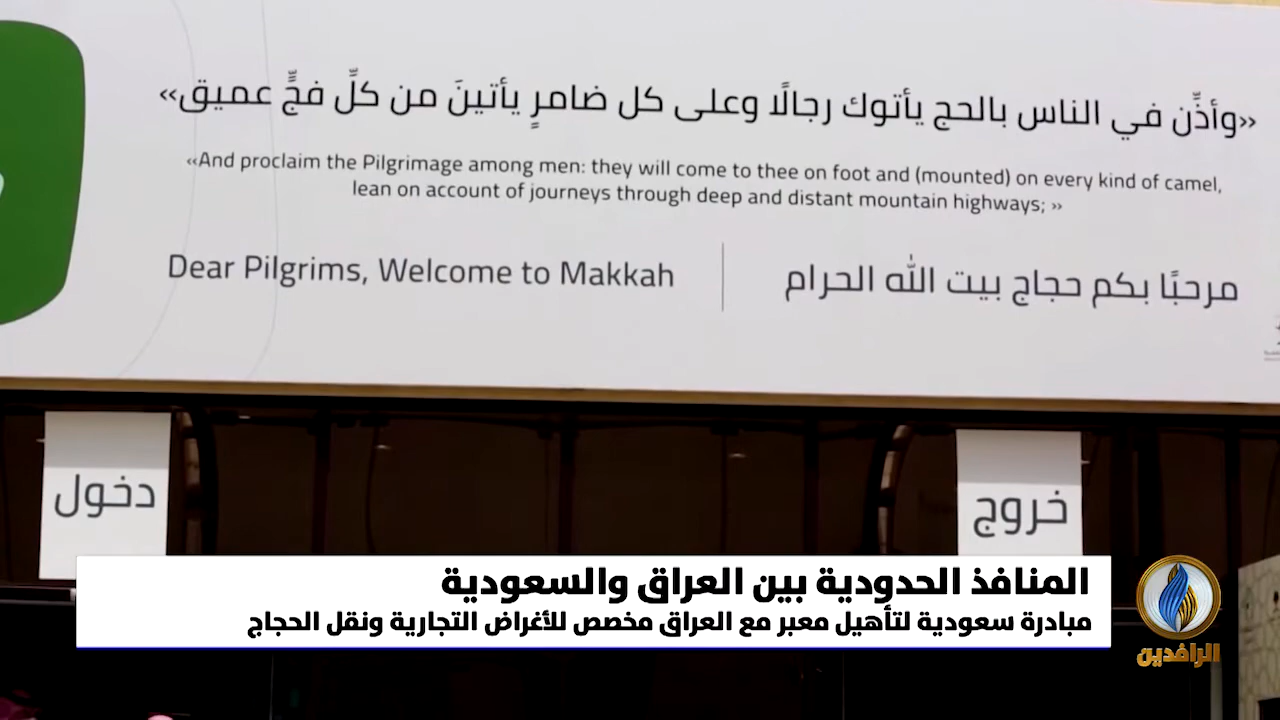 «وأذِّن في الناس بالحج يأتوك رجالًا وعلى كل ضامرٍ يأتينَ من كلِّ فجٍّ عميق»
«And proclaim the Pilgrimage among men: they will come to thee on foot and (mounted) on every kind of camel,
lean on account of journeys through deep and distant mountain highways; »
مرحبًا بكم حجاج بيت الله الحرام
Dear Pilgrims, Welcome to Makkah
خروج
دخول
المنافذ الحدودية بين العراق والسعودية
مبادرة سعودية لتأهيل معبر مع العراق مخصص للأغراض التجارية ونقل الحجاج
الرافدين